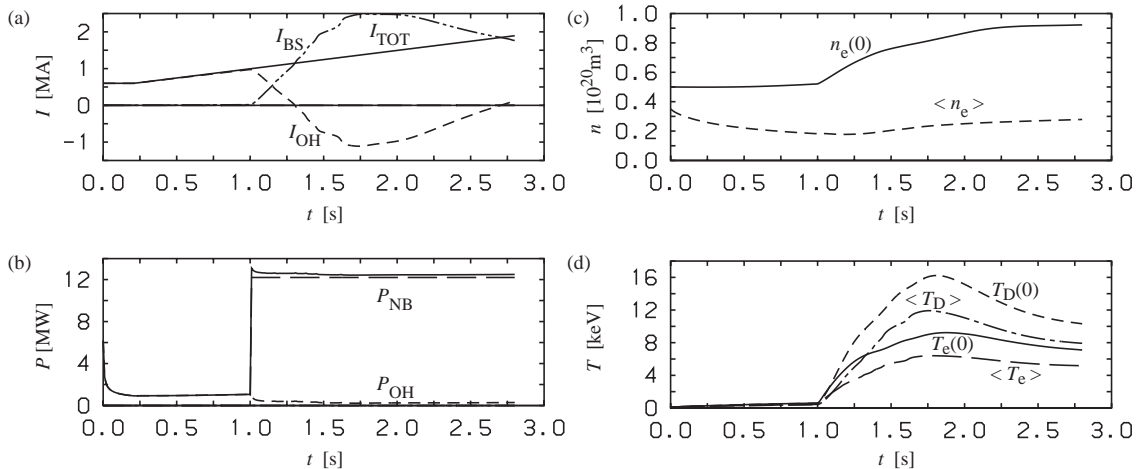 (a)
2
1
0
−1
I [MA]
I_BS
I_TOT
I_OH
0.0 0.5 1.0 1.5 2.0 2.5 3.0
t [s]
(c)
1.0
0.8
0.6
0.4
0.2
0.0
n [10^20 m^3]
n_e(0)
< n_e >
0.0 0.5 1.0 1.5 2.0 2.5 3.0
t [s]
(b)
12
8
4
0
P [MW]
P_NB
P_OH
0.0 0.5 1.0 1.5 2.0 2.5 3.0
t [s]
(d)
16
12
8
4
0
T [keV]
T_D(0)
< T_D >
T_e(0)
< T_e >
0.0 0.5 1.0 1.5 2.0 2.5 3.0
t [s]